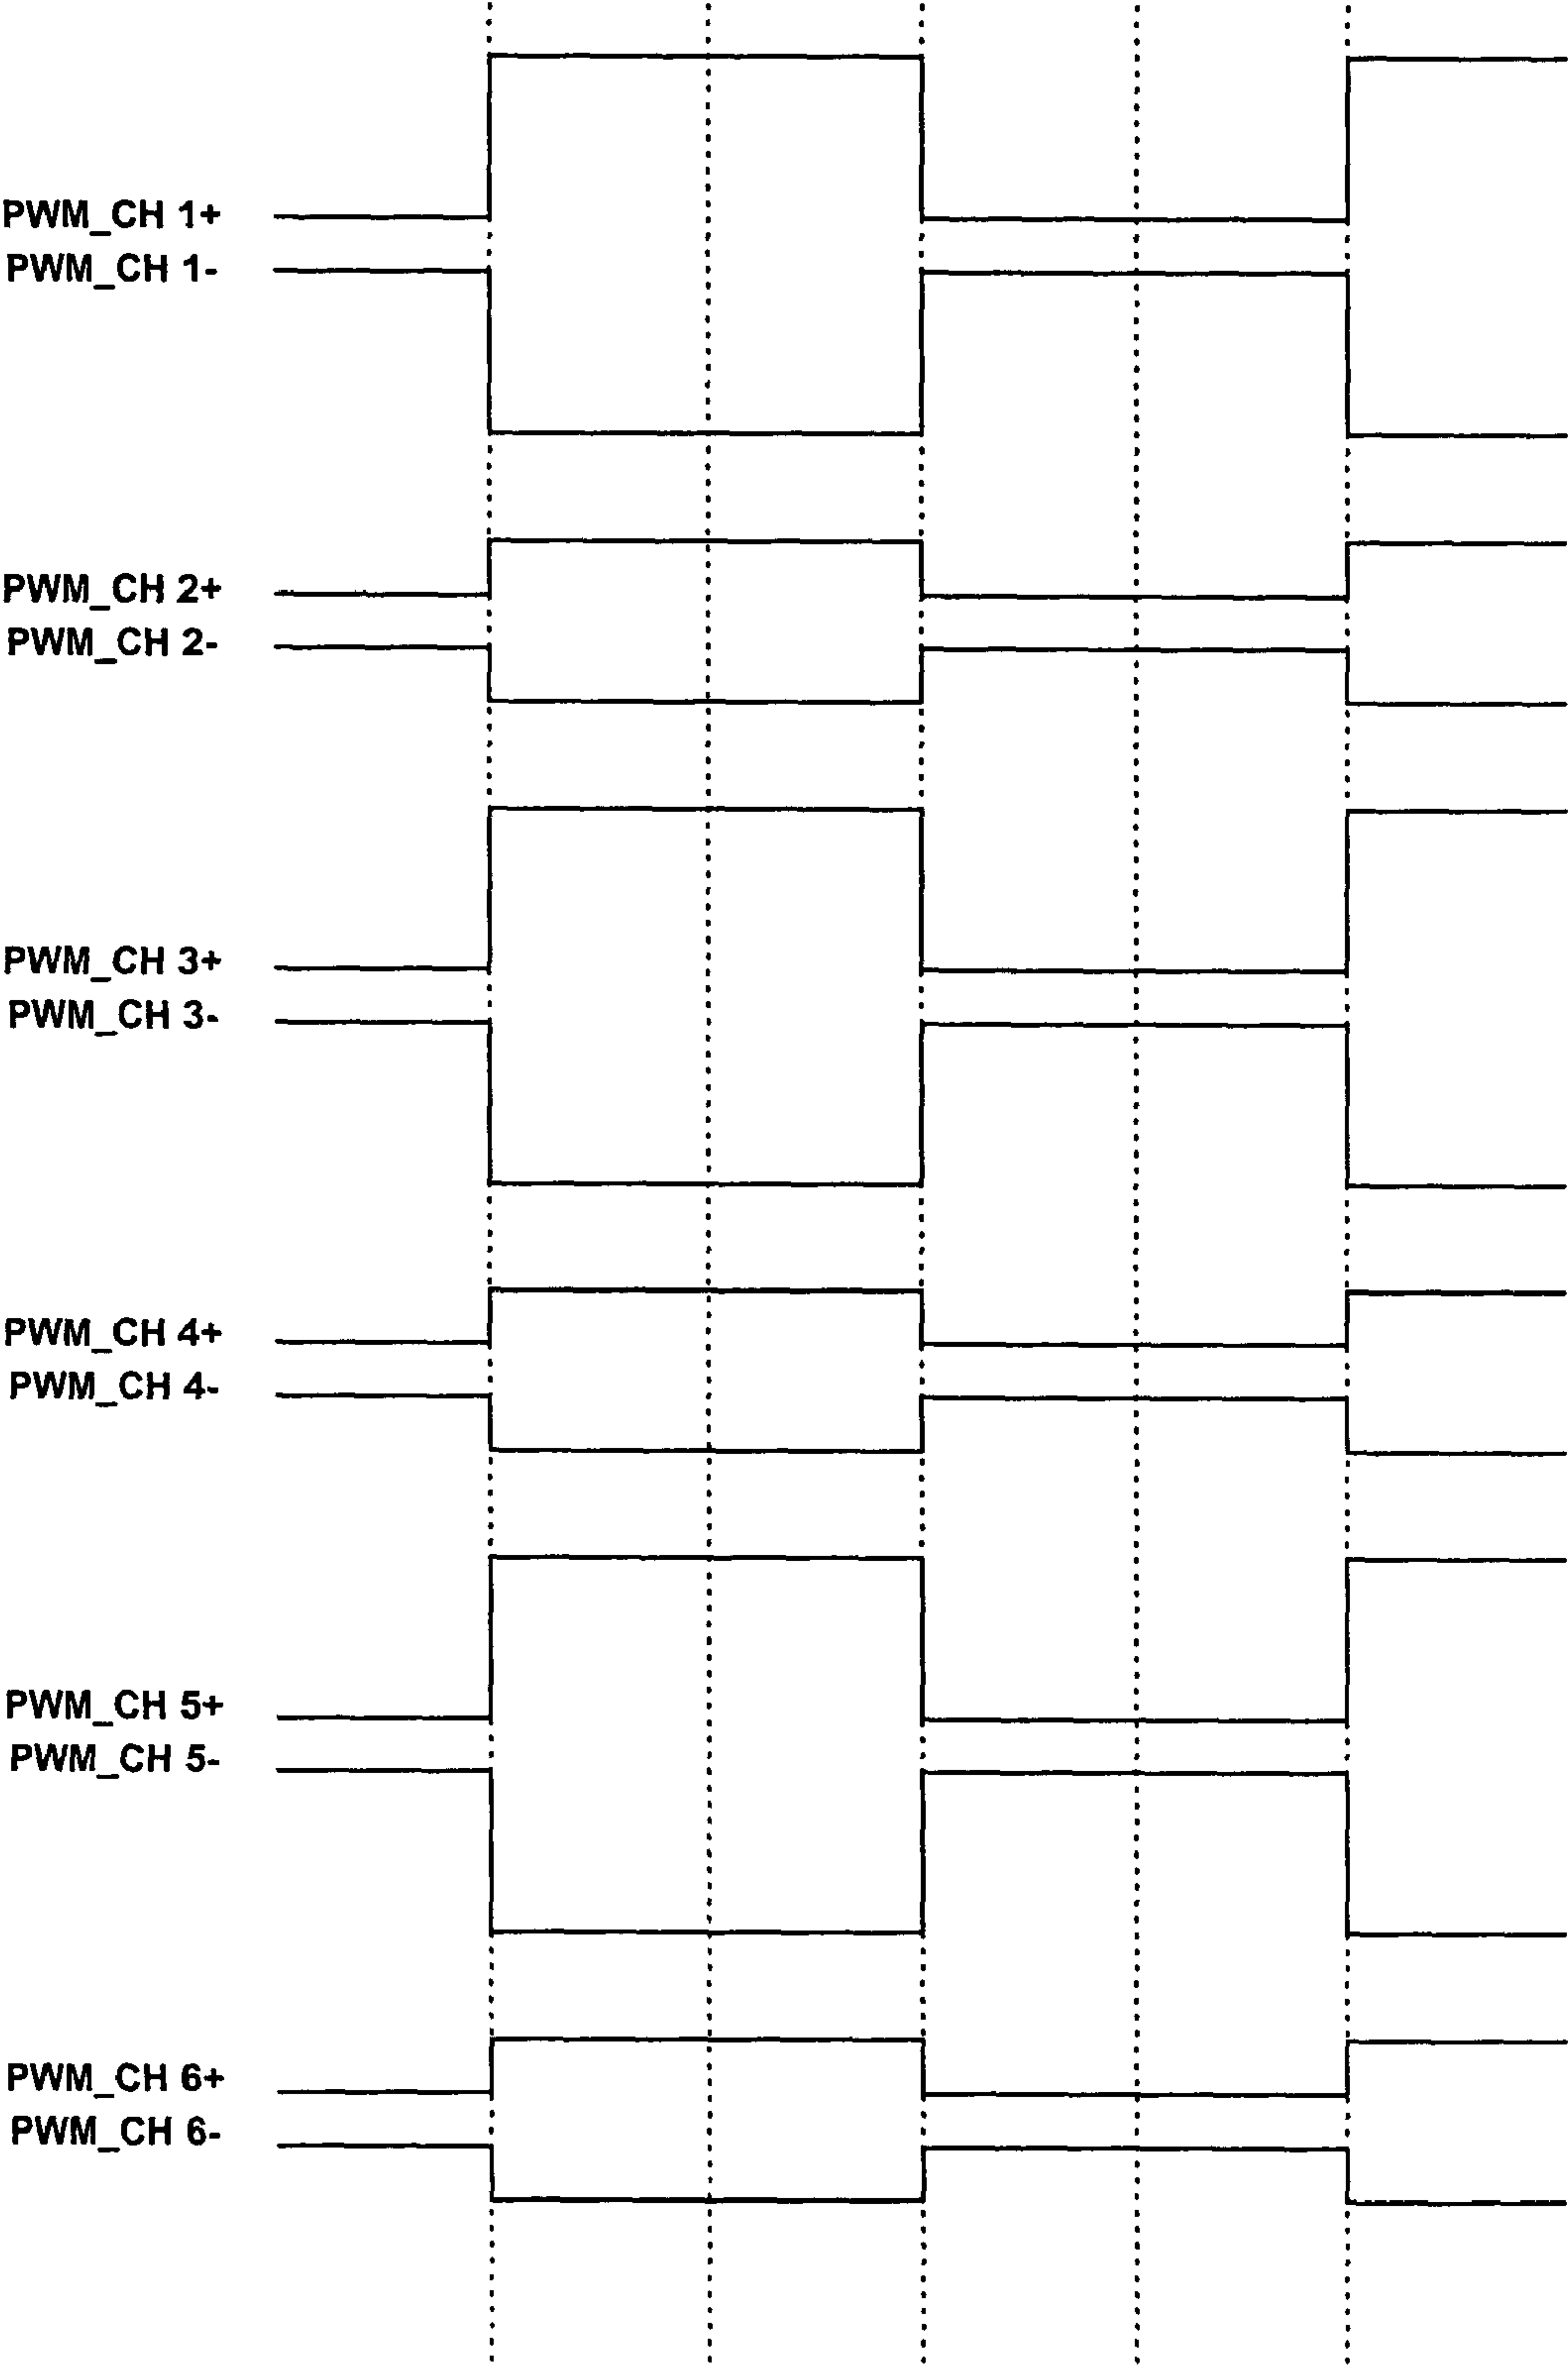 PWM_CH 1+
PWM_CH 1-
PWM_CH 2+
PWM_CH 2-
PWM_CH 3+
PWM_CH 3-
PWM_CH 4+
PWM_CH 4-
PWM_CH 5+
PWM_CH 5-
PWM_CH 6+
PWM_CH 6-